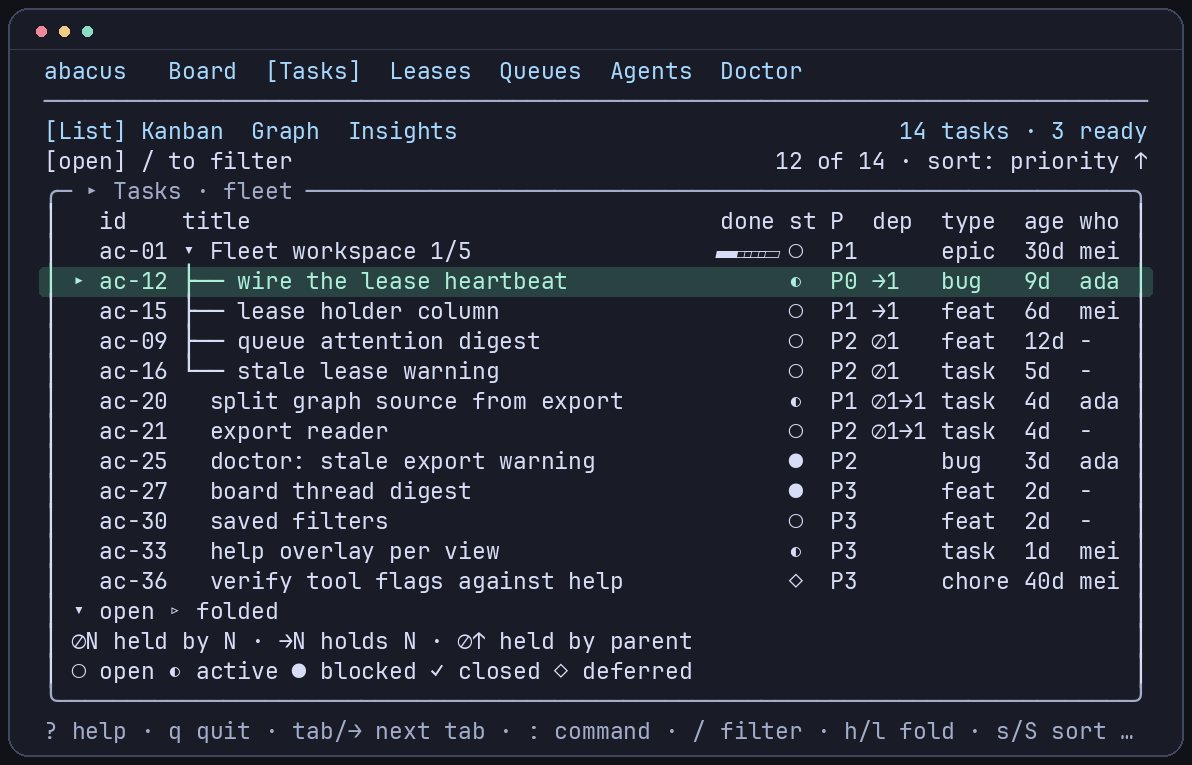 abacus   Board  [Tasks]  Leases  Queues  Agents  Doctor
[List] Kanban  Graph  Insights                                14 tasks · 3 ready
[open] / to filter                                   12 of 14 · sort: priority ↑
▸ Tasks · fleet
id    title                                  done st P  dep  type  age who
ac-01 ▾ Fleet workspace 1/5                       ○  P1      epic  30d mei
▸ ac-12 ├── wire the lease heartbeat                ◐  P0 →1   bug   9d  ada
ac-15 ├── lease holder column                     ○  P1 →1   feat  6d  mei
ac-09 ├── queue attention digest                  ○  P2 ⊘1   feat  12d -
ac-16 └── stale lease warning                     ○  P2 ⊘1   task  5d  -
ac-20   split graph source from export            ◐  P1 ⊘1→1 task  4d  ada
ac-21   export reader                             ○  P2 ⊘1→1 task  4d  -
ac-25   doctor: stale export warning              ●  P2      bug   3d  ada
ac-27   board thread digest                       ●  P3      feat  2d  -
ac-30   saved filters                             ○  P3      feat  2d  -
ac-33   help overlay per view                     ◐  P3      task  1d  mei
ac-36   verify tool flags against help            ◇  P3      chore 40d mei
▾ open ▹ folded
⊘N held by N · →N holds N · ⊘↑ held by parent
○ open ◐ active ● blocked ✓ closed ◇ deferred
? help · q quit · tab/→ next tab · : command · / filter · h/l fold · s/S sort …